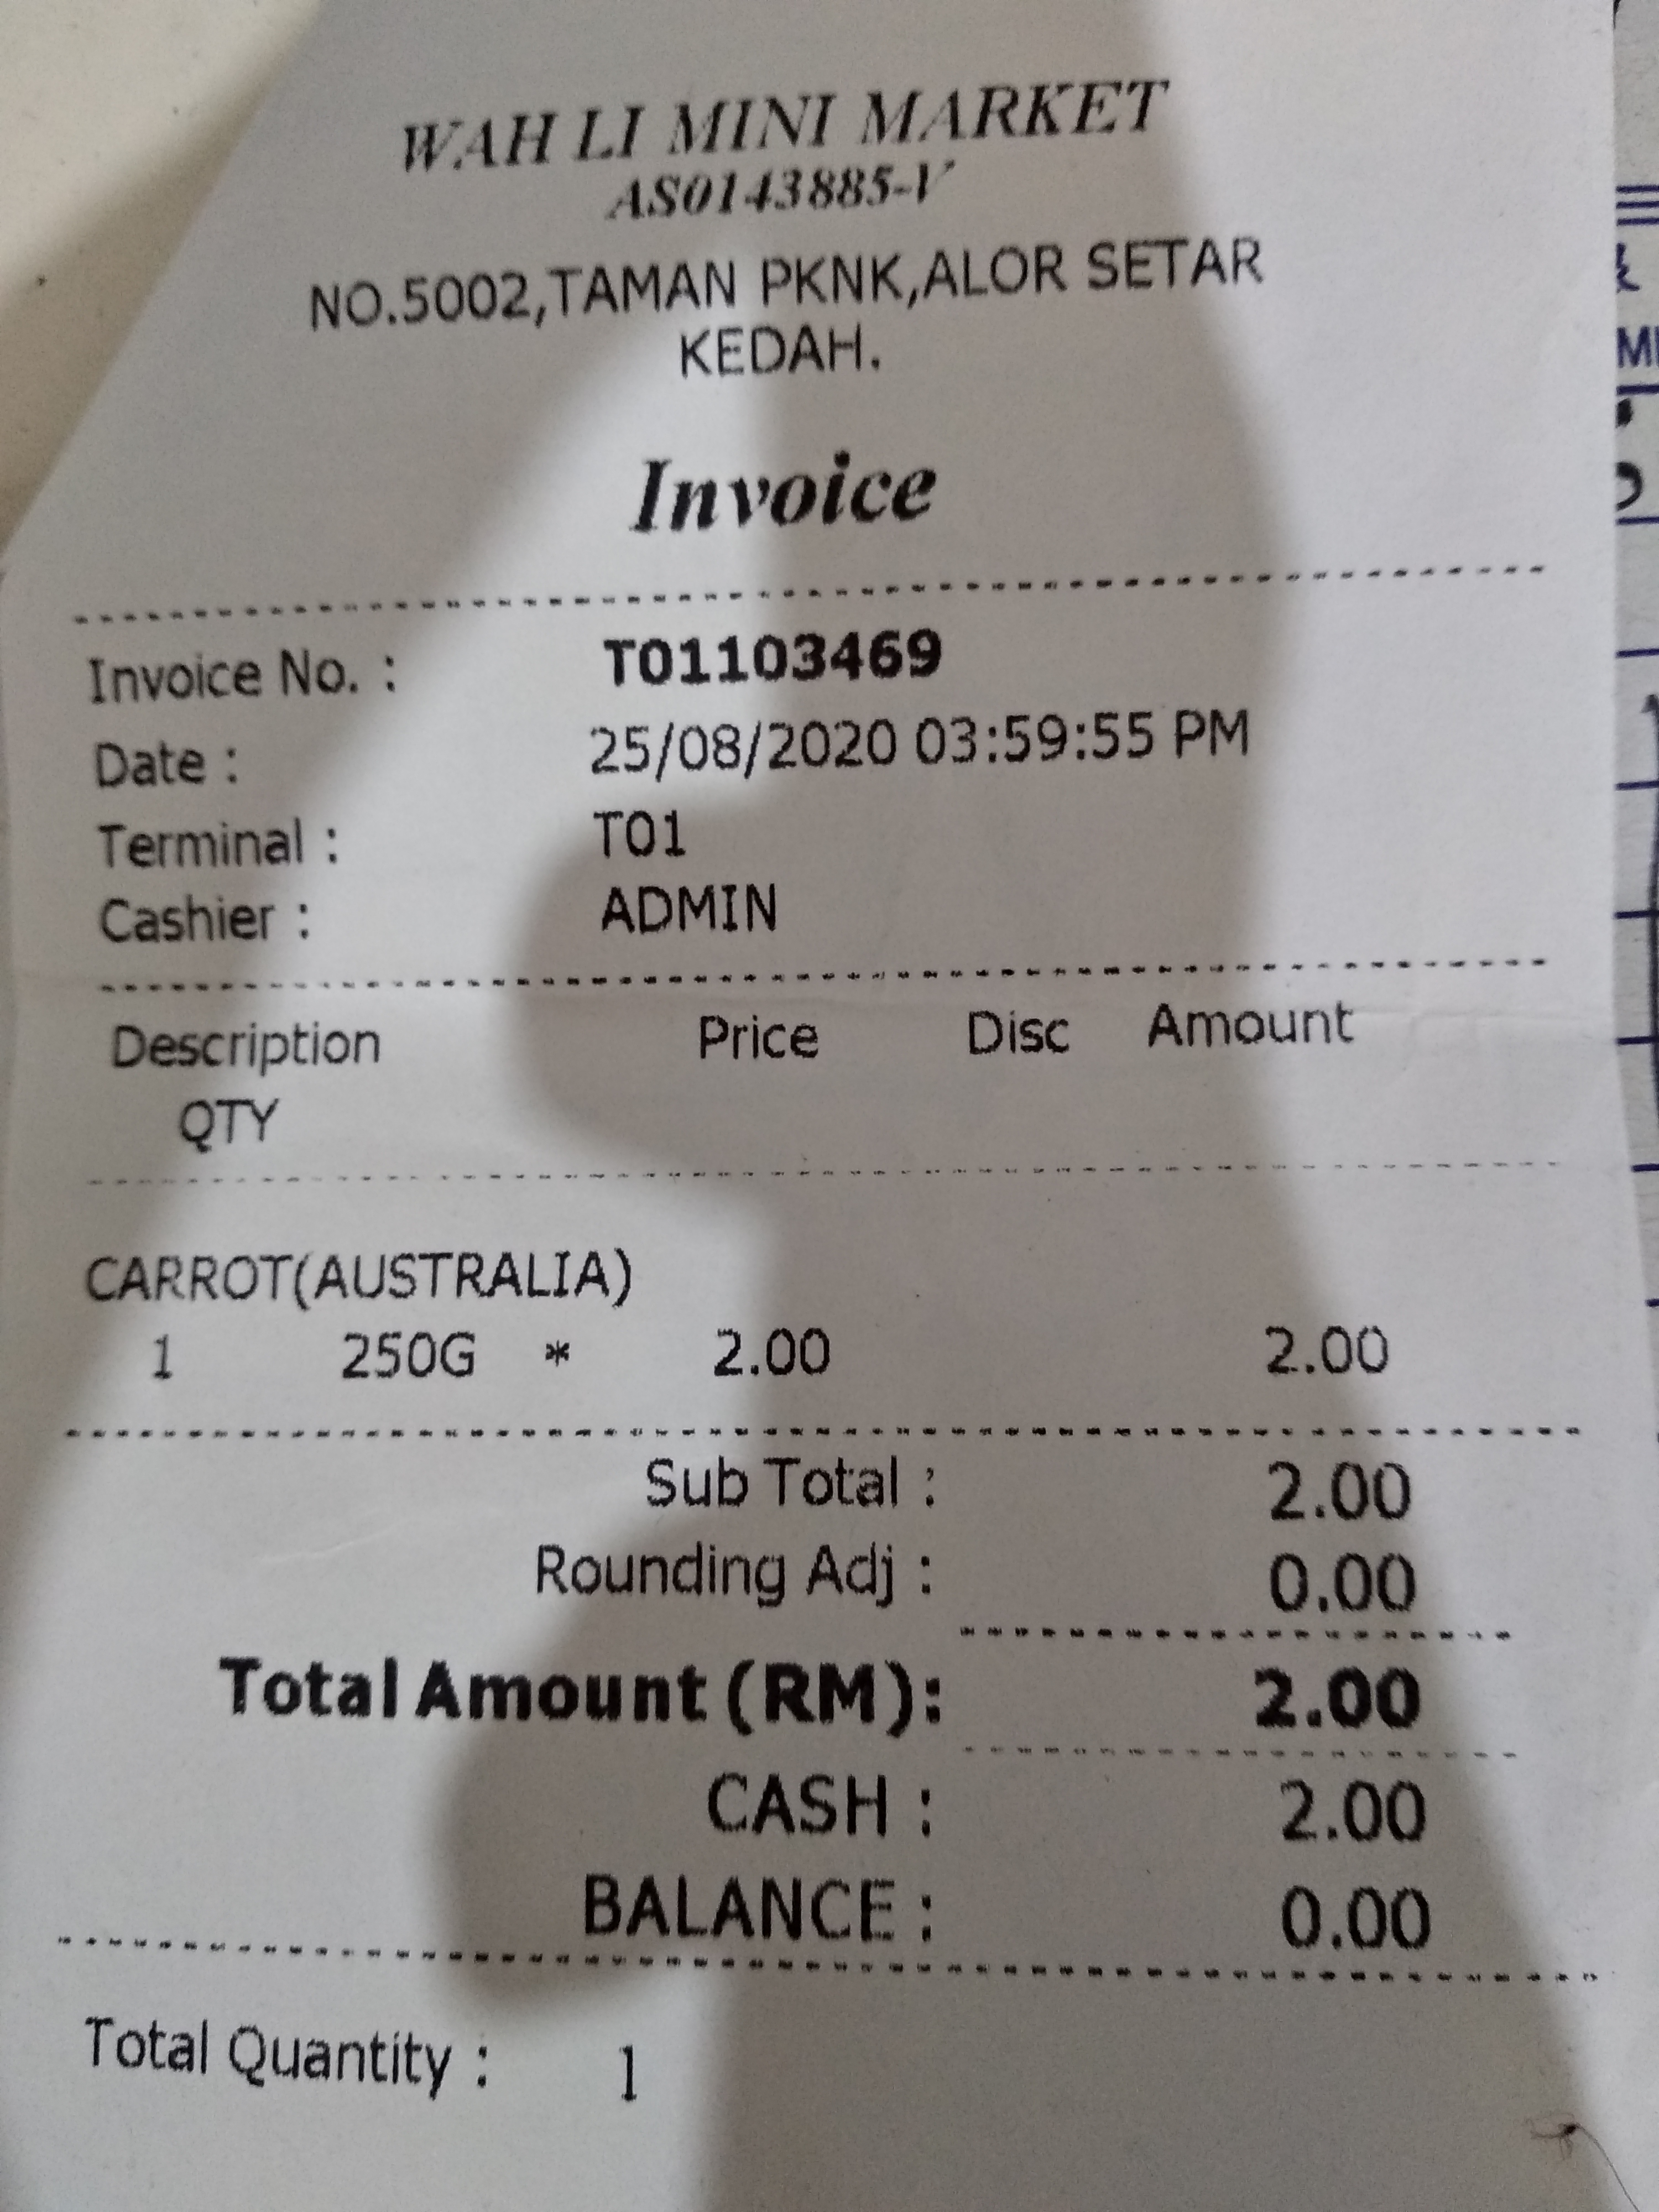 WAH LI MINI MARKET
AS0143885-V
NO.5002,TAMAN PKNK,ALOR SETAR
KEDAH.
Invoice
Invoice No. : T01103469
Date : 25/08/2020 03:59:55 PM
Terminal : T01
Cashier : ADMIN
Description Price Disc Amount
QTY
CARROT(AUSTRALIA)
1 250G * 2.00 2.00
Sub Total : 2.00
Rounding Adj : 0.00
Total Amount (RM): 2.00
CASH : 2.00
BALANCE : 0.00
Total Quantity : 1